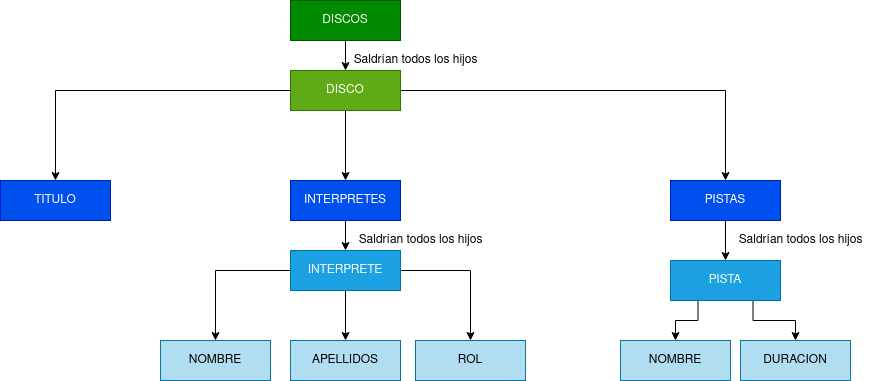 DISCOS
Saldrían todos los hijos
DISCO
TITULO
INTERPRETES
PISTAS
Saldrían todos los hijos
Saldrían todos los hijos
INTERPRETE
PISTA
NOMBRE
APELLIDOS
ROL
NOMBRE
DURACION